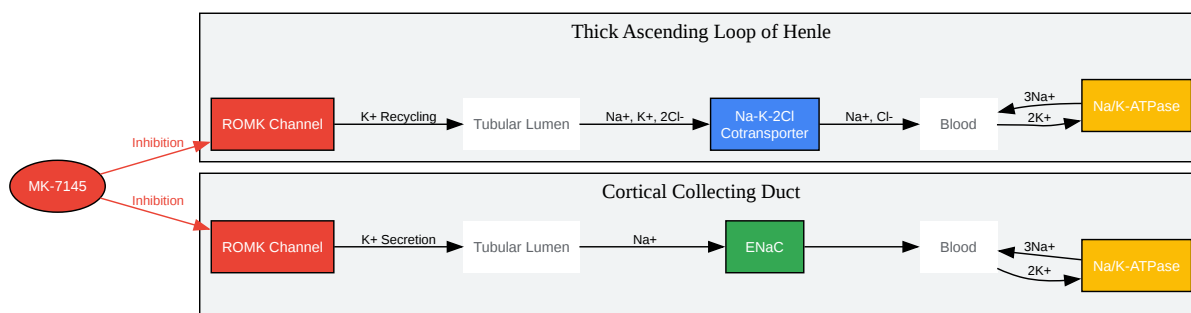 Thick Ascending Loop of Henle
ROMK Channel
K+ Recycling
Tubular Lumen
Na+, K+, 2Cl-
Na-K-2Cl
Cotransporter
Na+, Cl-
Blood
3Na+
2K+
Na/K-ATPase
Inhibition
MK-7145
Inhibition
Cortical Collecting Duct
ROMK Channel
K+ Secretion
Tubular Lumen
Na+
ENaC
Blood
3Na+
2K+
Na/K-ATPase